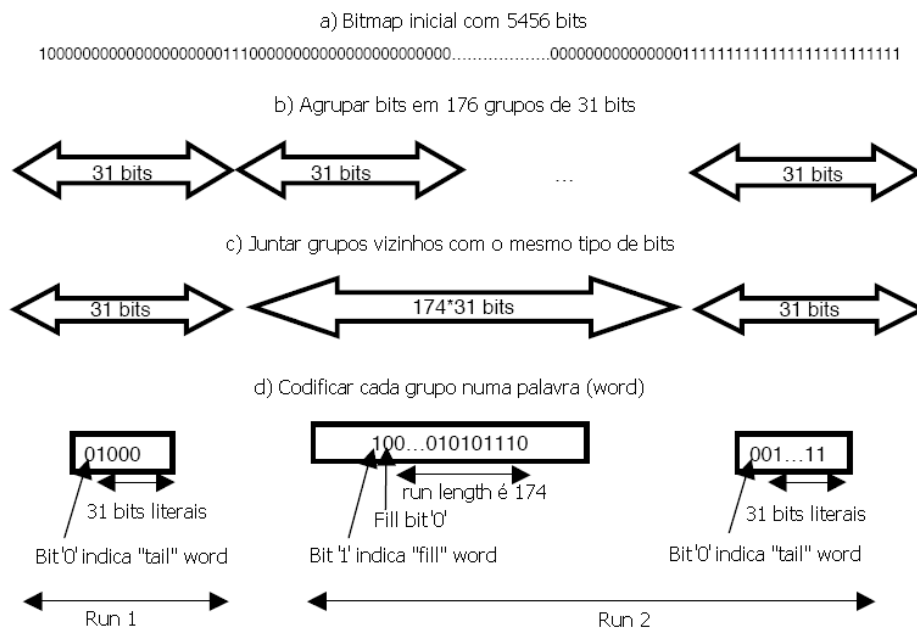 a) Bitmap inicial com 5456 bits
10000000000000000000000111000000000000000000000000...................0000000000000000111111111111111111111111111
b) Agrupar bits em 176 grupos de 31 bits
31 bits 31 bits ... 31 bits
c) Juntar grupos vizinhos com o mesmo tipo de bits
31 bits 174*31 bits 31 bits
d) Codificar cada grupo numa palavra (word)
01000 100...010101110 001...11
31 bits literais run length é 174 31 bits literais
Fill bit'0'
Bit'0' indica "tail" word Bit '1' indica "fill" word Bit'0' indica "tail" word
Run 1 Run 2